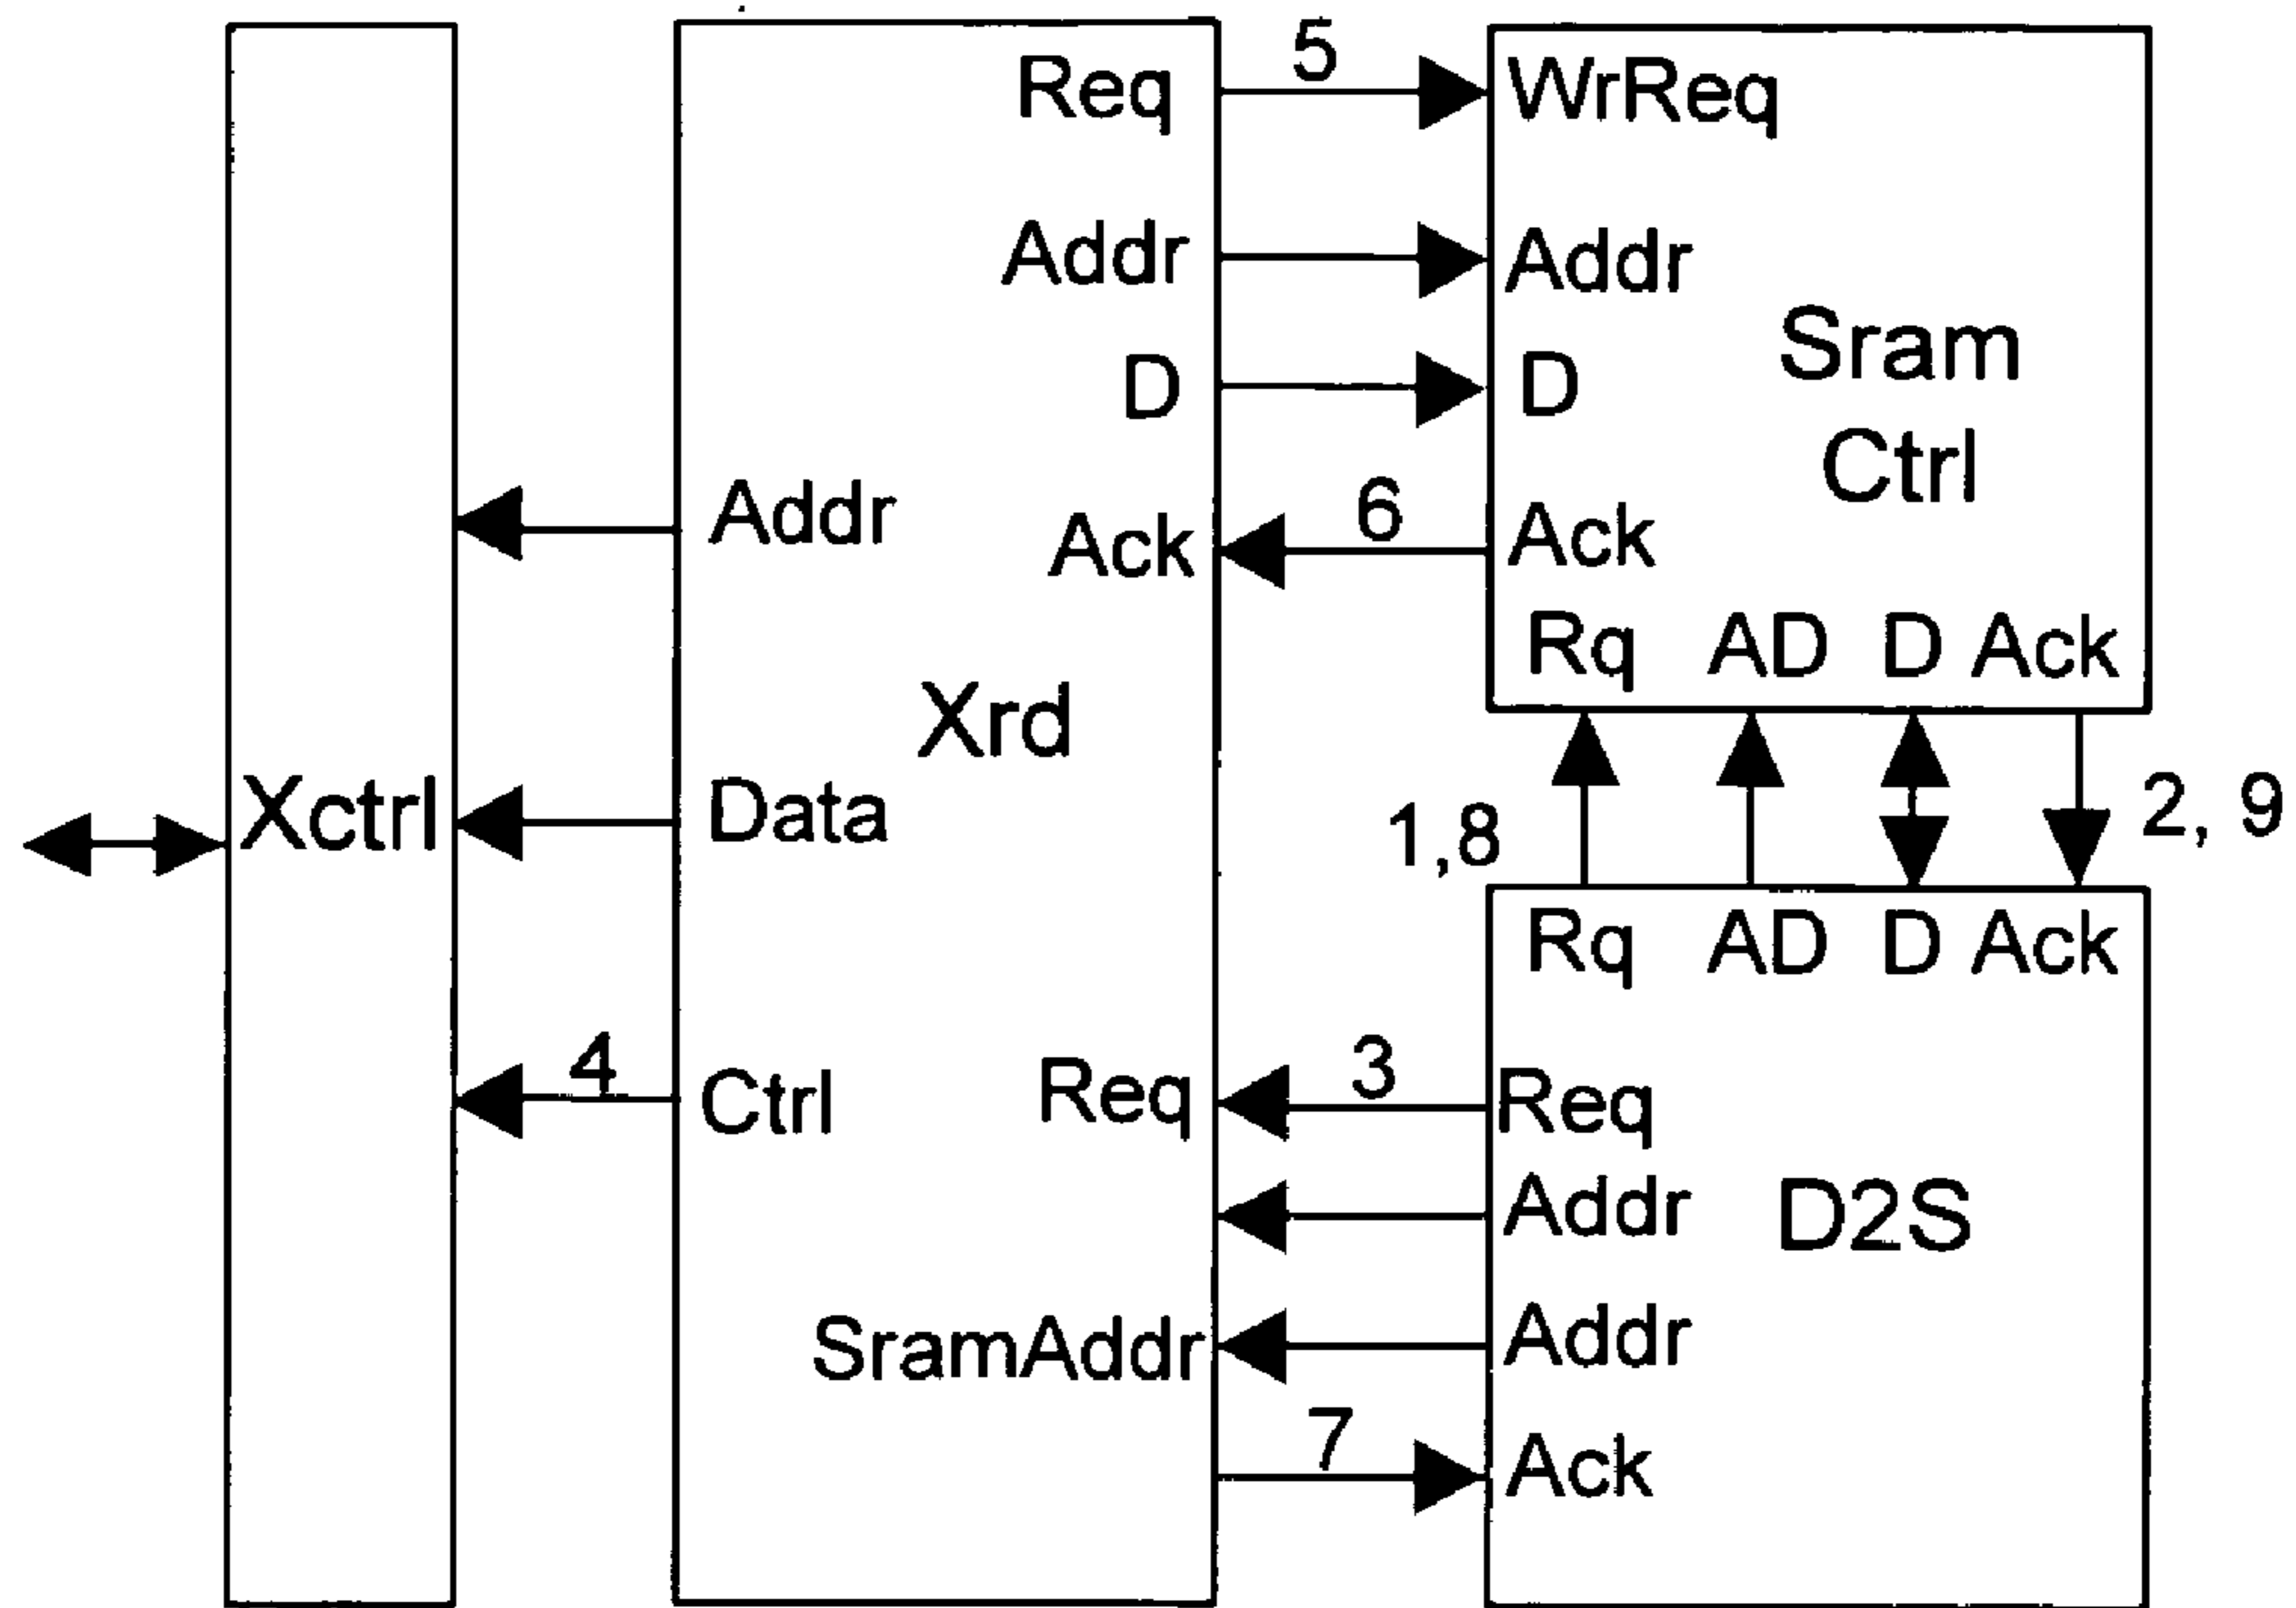 Xctrl
Xrd
Req
Addr
D
Ack
Addr
Data
Ctrl
Req
SramAddr
5
6
4
3
7
WrReq
Addr
D
Ack
Sram
Ctrl
Rq AD D Ack
1,8
2, 9
Rq AD D Ack
Req
Addr
Addr
Ack
D2S